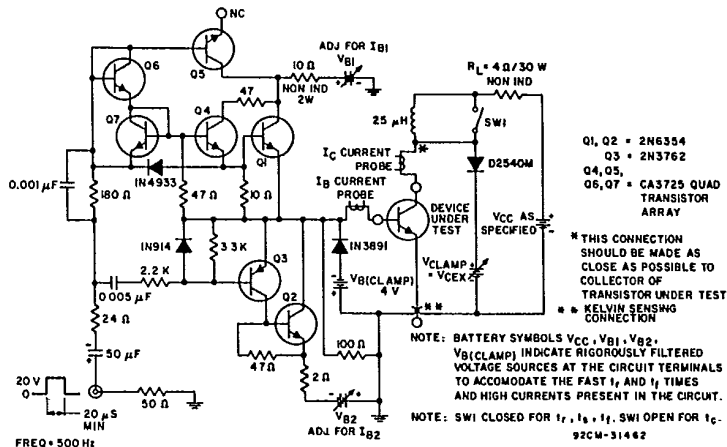 NC
ADJ FOR IB1
VB1
10 Ω
NON IND
2W
RL = 4 Ω/30 W
NON IND
Q6
Q5
47
Q7
Q4
Q1
25 µH
SW1
IC CURRENT
PROBE
*
D2540M
IB CURRENT
PROBE
Q1, Q2 = 2N6354
Q3 = 2N3762
Q4, Q5,
Q6, Q7 = CA3725 QUAD
TRANSISTOR
ARRAY
0.001 µF
1N4933
180 Ω
47 Ω
10 Ω
DEVICE
UNDER
TEST
VCC AS
SPECIFIED
* THIS CONNECTION
SHOULD BE MADE AS
CLOSE AS POSSIBLE TO
COLLECTOR OF
TRANSISTOR UNDER TEST
** KELVIN SENSING
CONNECTION
1N914
3.3 K
Q3
1N3891
VCLAMP
= VCEX
2.2 K
0.005 µF
VB(CLAMP)
4 V
**
Q2
24 Ω
47Ω
100Ω
50 µF
2 Ω
20 V
0
20 µS
MIN
50 Ω
VB2
ADJ FOR IB2
FREQ = 500 Hz
NOTE: BATTERY SYMBOLS VCC, VB1, VB2,
VB(CLAMP) INDICATE RIGOROUSLY FILTERED
VOLTAGE SOURCES AT THE CIRCUIT TERMINALS
TO ACCOMODATE THE FAST tr AND tf TIMES
AND HIGH CURRENTS PRESENT IN THE CIRCUIT.
NOTE: SW1 CLOSED FOR tr, ts, tf. SW1 OPEN FOR tc.
92CM-31462